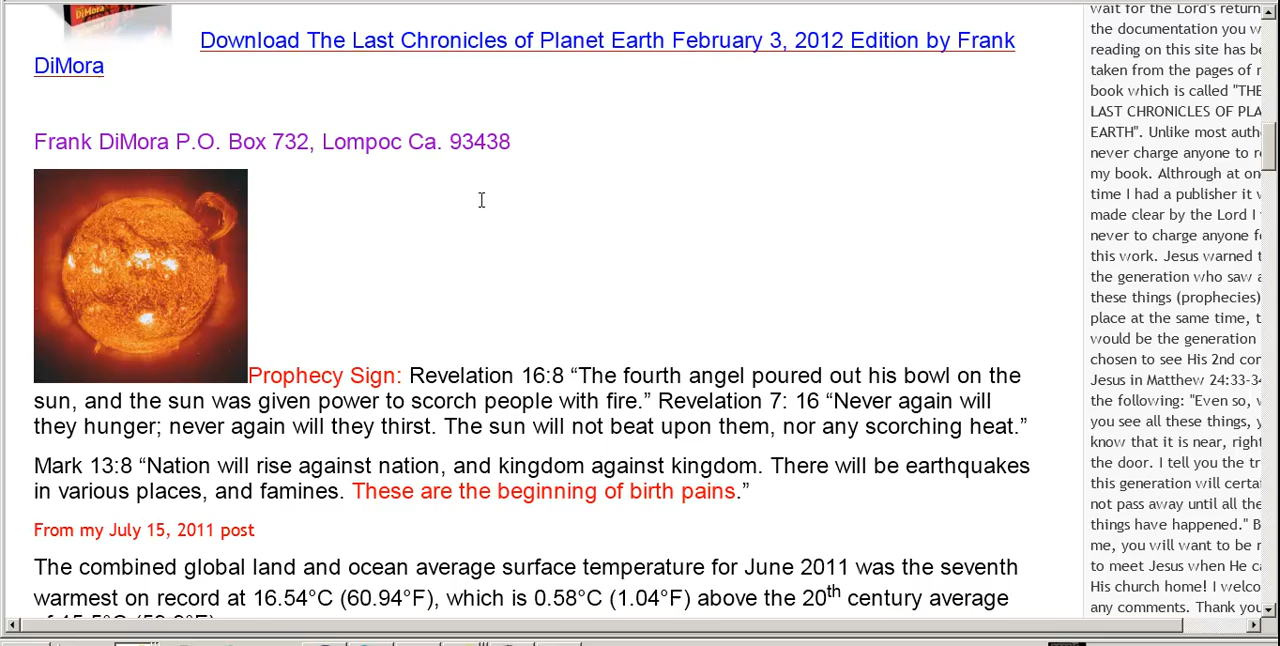 DiMora
Download The Last Chronicles of Planet Earth February 3, 2012 Edition by Frank
DiMora
Frank DiMora P.O. Box 732, Lompoc Ca. 93438
Prophecy Sign: Revelation 16:8 “The fourth angel poured out his bowl on the
sun, and the sun was given power to scorch people with fire.” Revelation 7: 16 “Never again will
they hunger; never again will they thirst. The sun will not beat upon them, nor any scorching heat.”
Mark 13:8 “Nation will rise against nation, and kingdom against kingdom. There will be earthquakes
in various places, and famines. These are the beginning of birth pains.”
From my July 15, 2011 post
The combined global land and ocean average surface temperature for June 2011 was the seventh
warmest on record at 16.54°C (60.94°F), which is 0.58°C (1.04°F) above the 20th century average
wait for the Lord's return
the documentation you
reading on this site has
taken from the pages of
book which is called "THE
LAST CHRONICLES OF
EARTH". Unlike most
never charge anyone to
my book. Althrough at
time I had a publisher it
made clear by the Lord I
never to charge anyone
this work. Jesus warned
the generation who saw
these things (prophecies)
place at the same time,
would be the generation
chosen to see His 2nd
Jesus in Matthew 24:33-34
the following: "Even so,
you see all these things,
know that it is near, right
the door. I tell you the
this generation will
not pass away until all
things have happened."
me, you will want to be
to meet Jesus when He
His church home! I
any comments. Thank